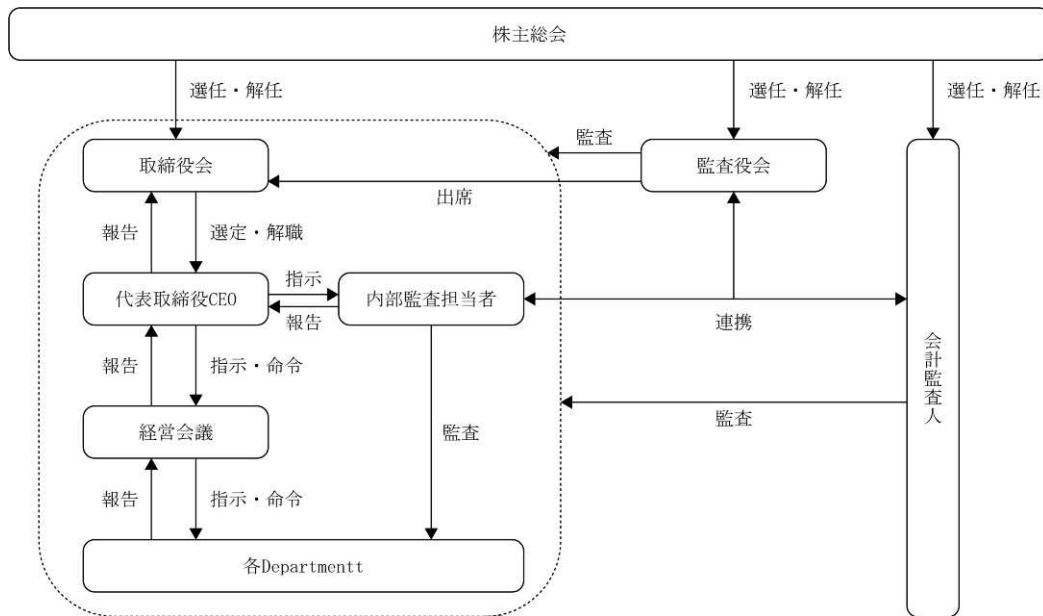 株主総会
選任・解任
選任・解任
選任・解任
取締役会
監査
監査役会
出席
報告
選定・解職
代表取締役CEO
指示
報告
内部監査担当者
連携
会計監査人
報告
指示・命令
監査
経営会議
監査
報告
指示・命令
各Departmentt